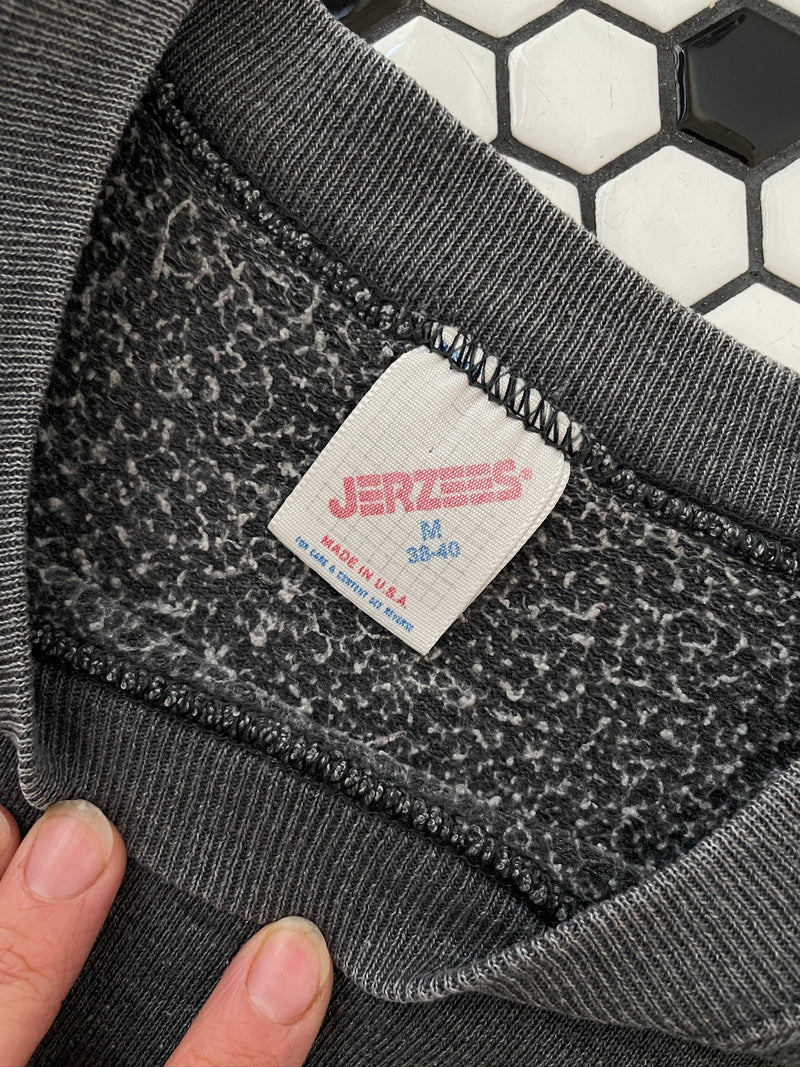 JERZEES®
M
38-40
MADE IN U.S.A.
FOR CARE & CONTENT SEE REVERSE